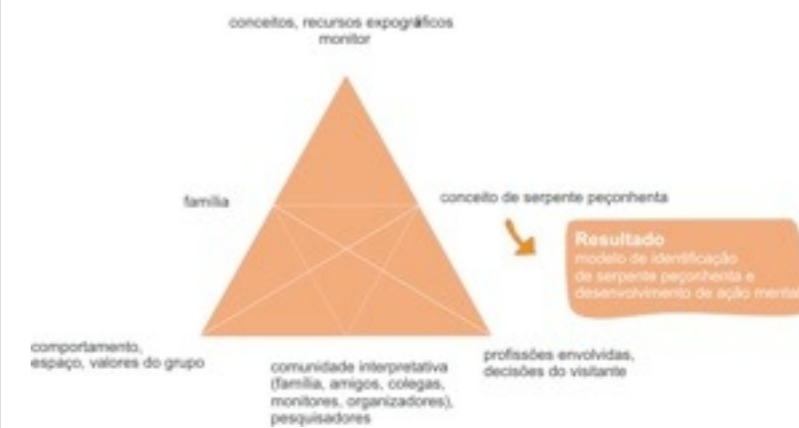 conceitos, recursos expográficos
monitor
família
conceito de serpente peçonhenta
Resultado
modelo de identificação
de serpente peçonhenta e
desenvolvimento de ação mental
comportamento,
espaço, valores do grupo
comunidade interpretativa
(família, amigos, colegas,
monitores, organizadores),
pesquisadores
profissões envolvidas,
decisões do visitante